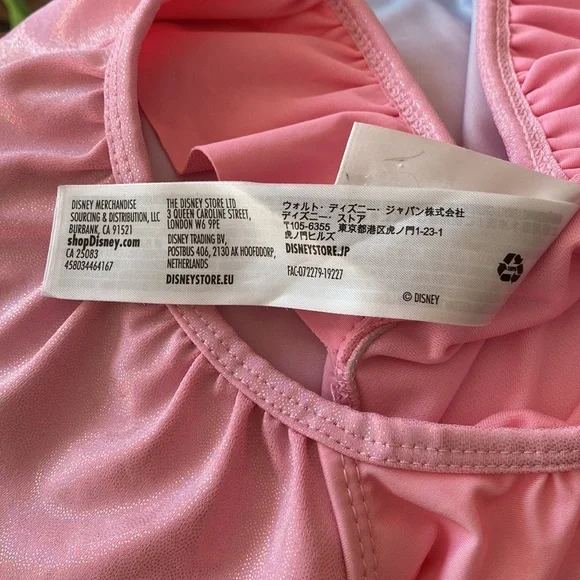 DISNEY MERCHANDISE
SOURCING & DISTRIBUTION, LLC
BURBANK, CA 91521
shopDisney.com
CA 25083
458034464167
THE DISNEY STORE LTD
3 QUEEN CAROLINE STREET,
LONDON W6 9PE
DISNEY TRADING BV,
POSTBUS 406, 2130 AK HOOFDDORP,
NETHERLANDS
DISNEYSTORE.EU
ウォルト・ディズニー・ジャパン株式会社
ディズニー・ストア
〒105-6355 東京都港区虎ノ門1-23-1
虎ノ門ヒルズ
DISNEYSTORE.JP
FAC-072279-19227
© DISNEY